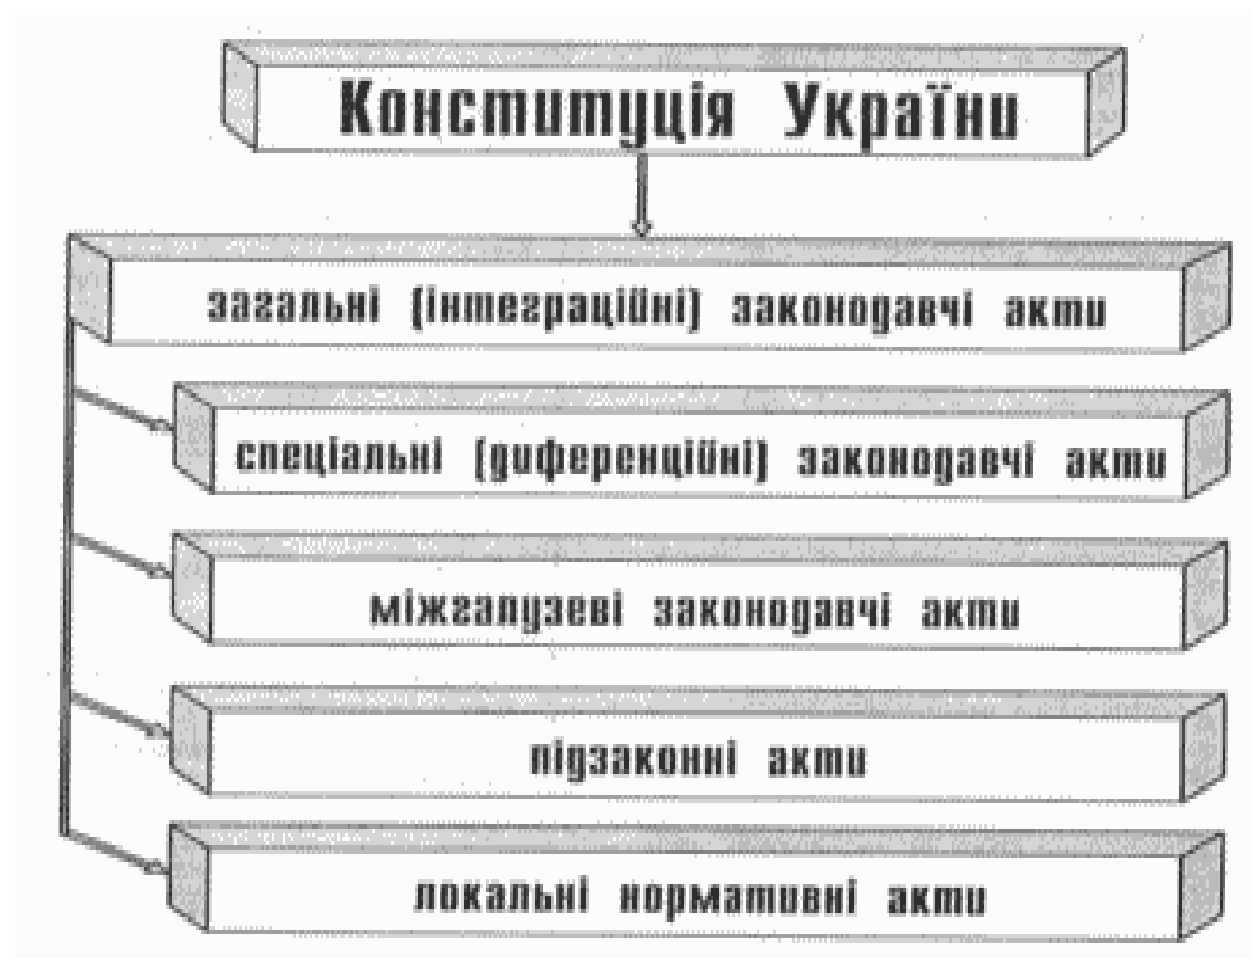 Конституція України
загальні (інтеграційні) законодавчі акти
спеціальні (диференційні) законодавчі акти
міжгалузеві законодавчі акти
підзаконні акти
локальні нормативні акти